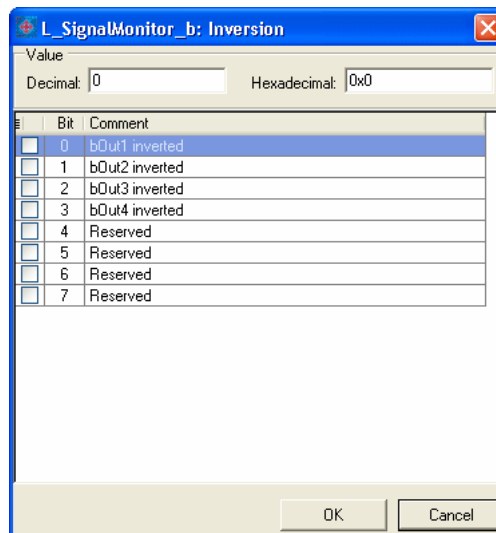 L_SignalMonitor_b: Inversion
Value
Decimal: 0 Hexadecimal: 0x0
Bit Comment
0 bOut1 inverted
1 bOut2 inverted
2 bOut3 inverted
3 bOut4 inverted
4 Reserved
5 Reserved
6 Reserved
7 Reserved
OK Cancel